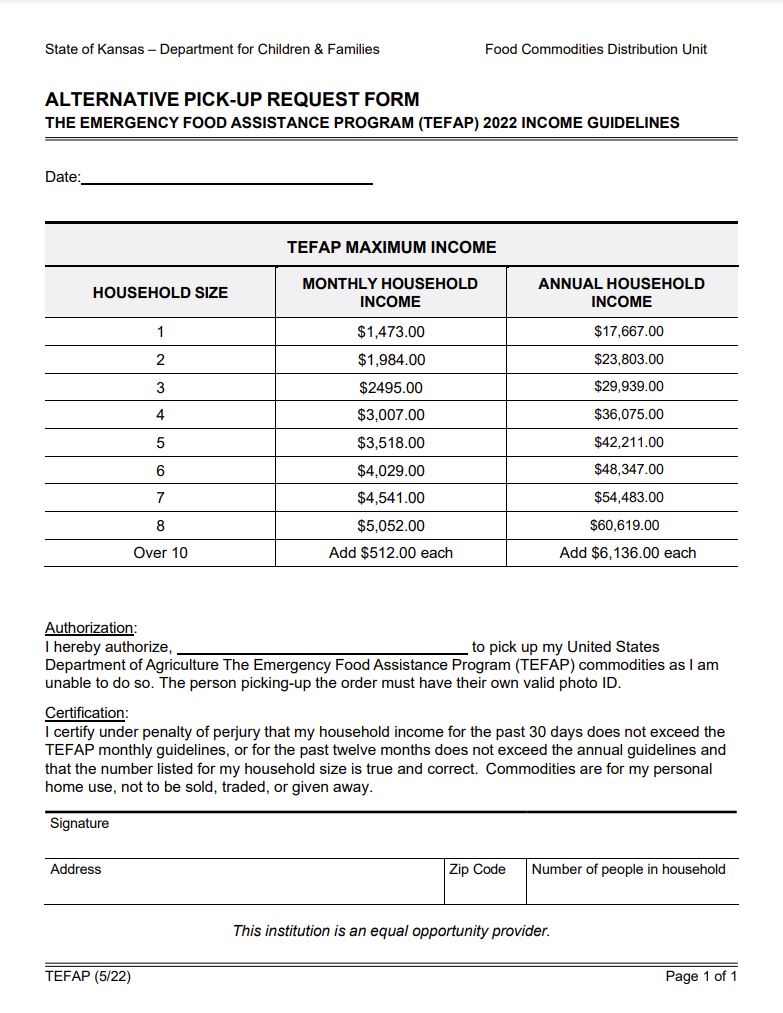 State of Kansas – Department for Children & Families Food Commodities Distribution Unit
ALTERNATIVE PICK-UP REQUEST FORM
THE EMERGENCY FOOD ASSISTANCE PROGRAM (TEFAP) 2022 INCOME GUIDELINES
Date:
TEFAP MAXIMUM INCOME
HOUSEHOLD SIZE MONTHLY HOUSEHOLD INCOME ANNUAL HOUSEHOLD INCOME
1 $1,473.00 $17,667.00
2 $1,984.00 $23,803.00
3 $2495.00 $29,939.00
4 $3,007.00 $36,075.00
5 $3,518.00 $42,211.00
6 $4,029.00 $48,347.00
7 $4,541.00 $54,483.00
8 $5,052.00 $60,619.00
Over 10 Add $512.00 each Add $6,136.00 each
Authorization:
I hereby authorize, to pick up my United States
Department of Agriculture The Emergency Food Assistance Program (TEFAP) commodities as I am
unable to do so. The person picking-up the order must have their own valid photo ID.
Certification:
I certify under penalty of perjury that my household income for the past 30 days does not exceed the
TEFAP monthly guidelines, or for the past twelve months does not exceed the annual guidelines and
that the number listed for my household size is true and correct. Commodities are for my personal
home use, not to be sold, traded, or given away.
Signature
Address Zip Code Number of people in household
This institution is an equal opportunity provider.
TEFAP (5/22) Page 1 of 1